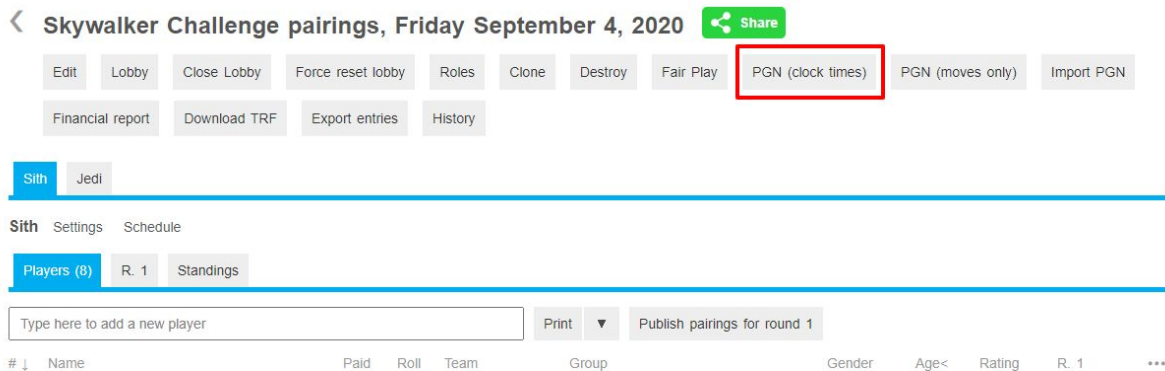 Skywalker Challenge pairings, Friday September 4, 2020 Share
Edit Lobby Close Lobby Force reset lobby Roles Clone Destroy Fair Play PGN (clock times) PGN (moves only) Import PGN
Financial report Download TRF Export entries History
Sith Jedi
Sith Settings Schedule
Players (8) R. 1 Standings
Type here to add a new player Print ▼ Publish pairings for round 1
# ↓ Name Paid Roll Team Group Gender Age< Rating R. 1 •••